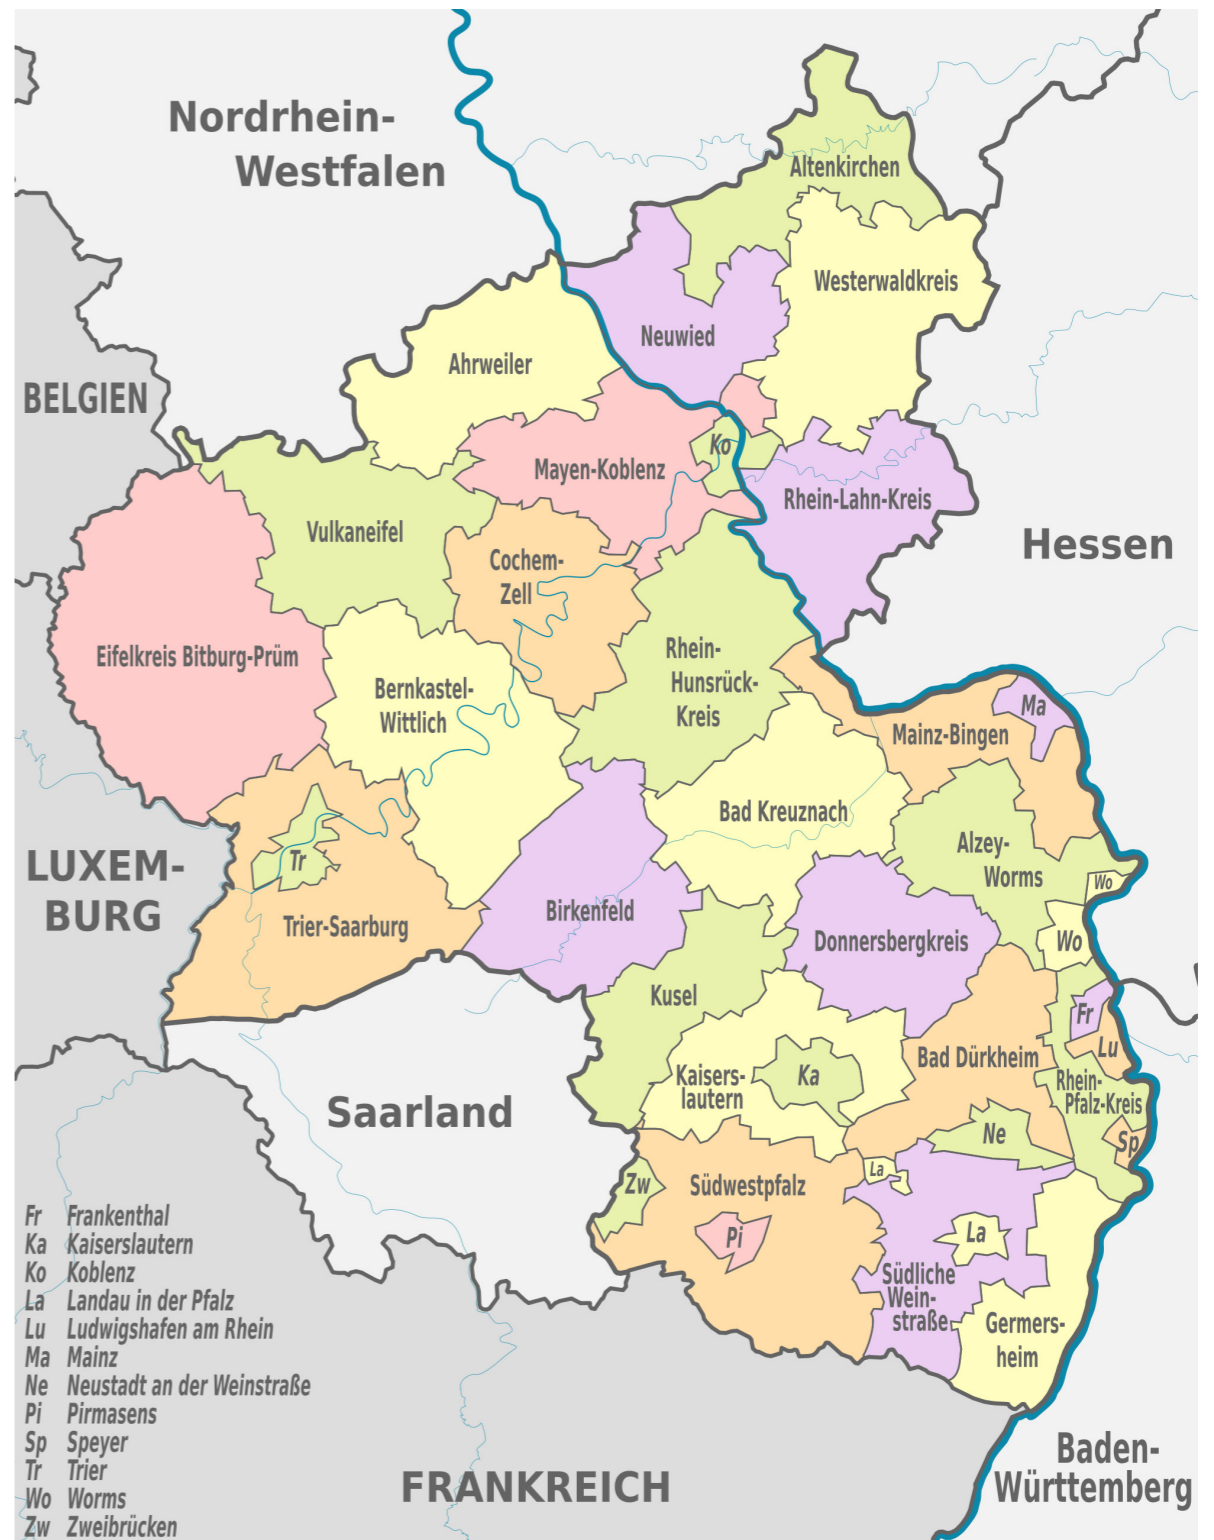 Nordrhein-
Westfalen
Altenkirchen
Westerwaldkreis
Neuwied
Ahrweiler
BELGIEN
Ko
Mayen-Koblenz
Rhein-Lahn-Kreis
Vulkaneifel
Hessen
Cochem-
Zell
Eifelkreis Bitburg-Prüm
Rhein-
Hunsrück-
Kreis
Bernkastel-
Wittlich
Ma
Mainz-Bingen
Bad Kreuznach
LUXEM-
BURG
Tr
Alzey-
Worms
Wo
Birkenfeld
Trier-Saarburg
Donnersbergkreis
Wo
Kusel
Fr
Lu
Bad Dürkheim
Kaisers-
lautern
Ka
Rhein-
Pfalz-Kreis
Saarland
Ne
Sp
La
Zw
Südwestpfalz
Pi
La
Südliche
Wein-
straße
Germers-
heim
Fr Frankenthal
Ka Kaiserslautern
Ko Koblenz
La Landau in der Pfalz
Lu Ludwigshafen am Rhein
Ma Mainz
Ne Neustadt an der Weinstraße
Pi Pirmasens
Sp Speyer
Tr Trier
Wo Worms
Zw Zweibrücken
FRANKREICH
Baden-
Württemberg